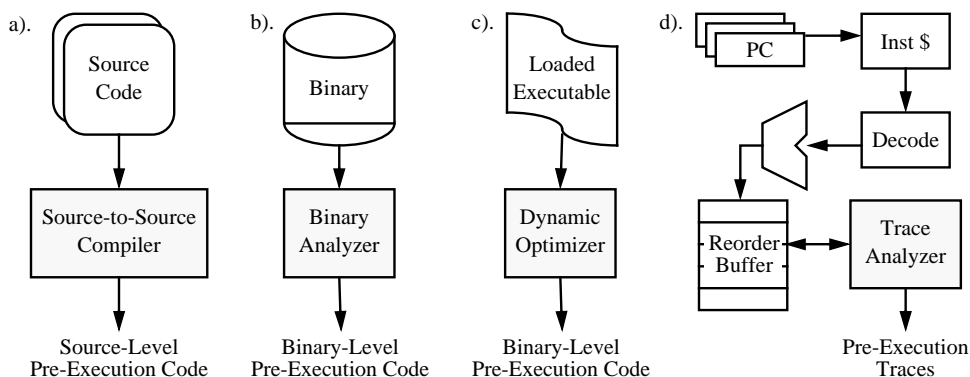 a).
Source
Code
Source-to-Source
Compiler
Source-Level
Pre-Execution Code
b).
Binary
Binary
Analyzer
Binary-Level
Pre-Execution Code
c).
Loaded
Executable
Dynamic
Optimizer
Binary-Level
Pre-Execution Code
d).
PC
Inst $
Decode
Reorder
Buffer
Trace
Analyzer
Pre-Execution
Traces